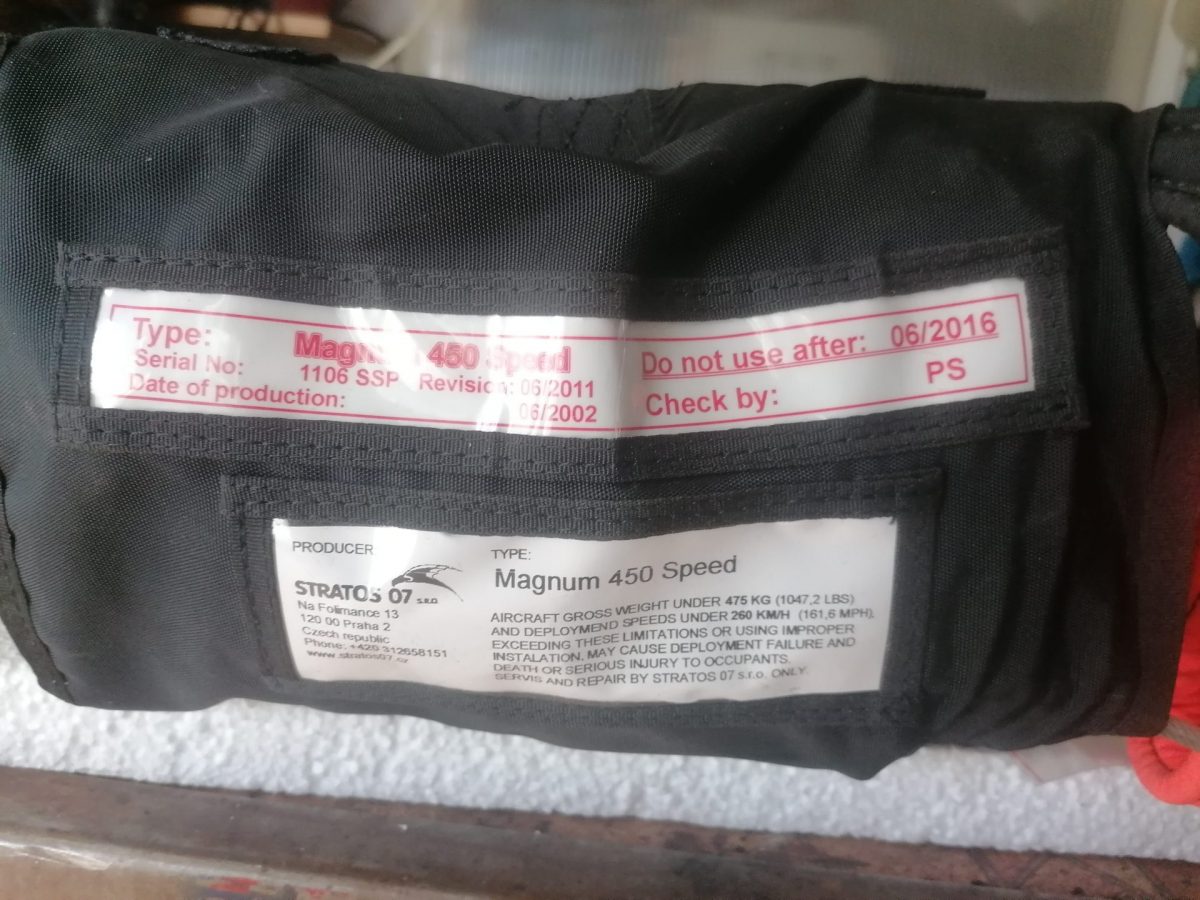 Type: Magnum 450 Speed
Serial No: 1106 SSP Revision: 06/2011
Date of production: 06/2002
Do not use after: 06/2016
Check by: PS
PRODUCER
STRATOS 07 S.R.O.
Na Folimance 13
120 00 Praha 2
Czech republic
Phone: +420 312658151
www.stratos07.cz
TYPE:
Magnum 450 Speed
AIRCRAFT GROSS WEIGHT UNDER 475 KG (1047,2 LBS)
AND DEPLOYMEND SPEEDS UNDER 260 KM/H (161,6 MPH).
EXCEEDING THESE LIMITATIONS OR USING IMPROPER
INSTALATION, MAY CAUSE DEPLOYMENT FAILURE AND
DEATH OR SERIOUS INJURY TO OCCUPANTS.
SERVIS AND REPAIR BY STRATOS 07 s.r.o. ONLY.